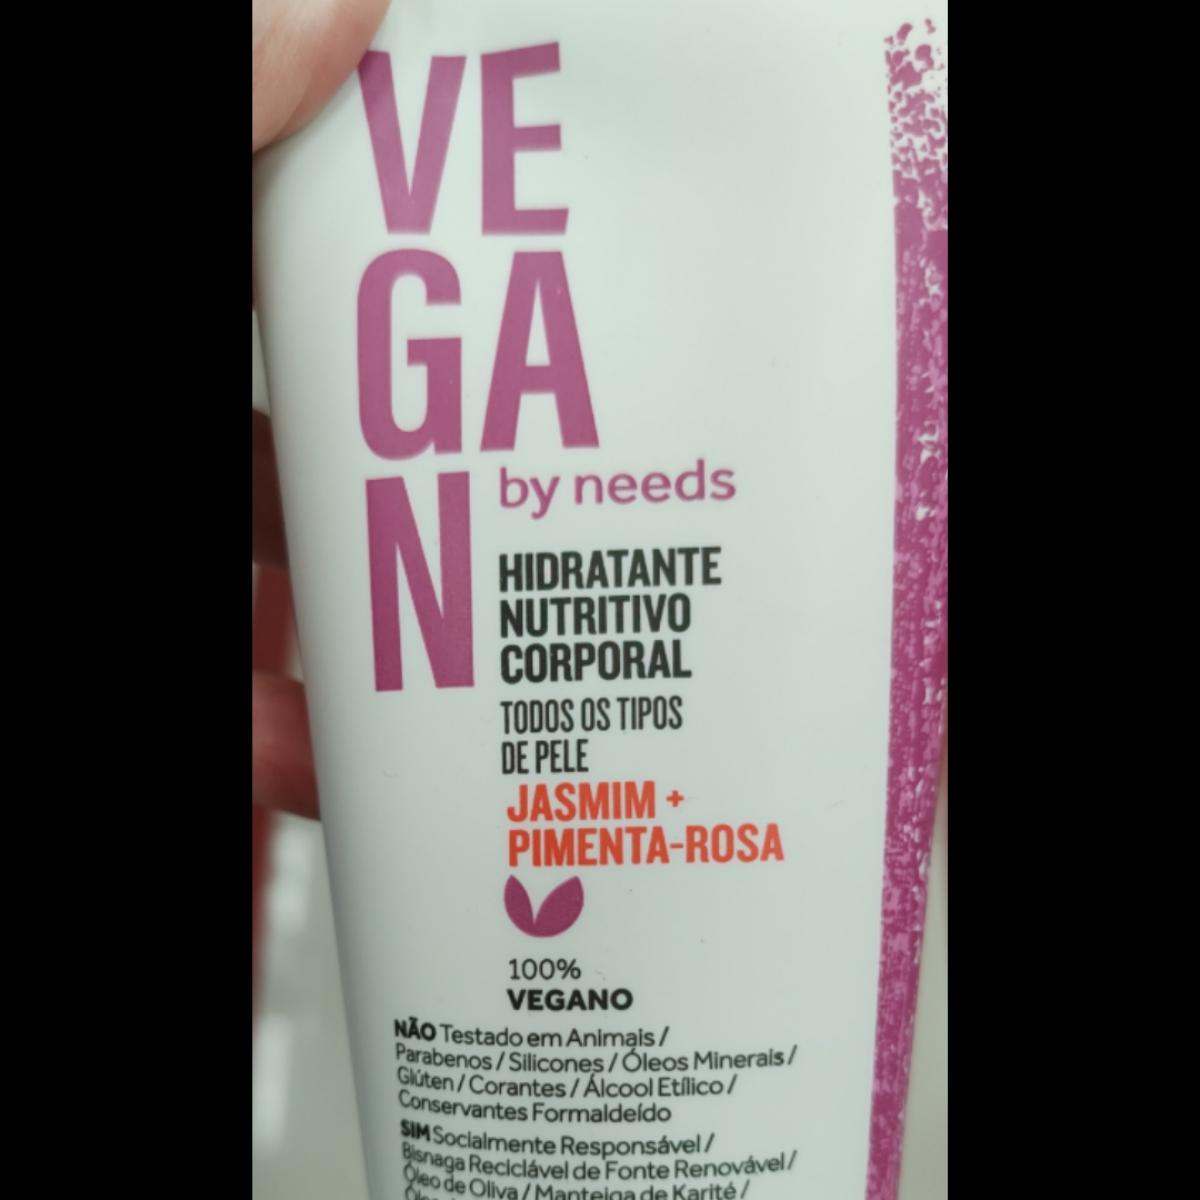 VE
GA
N
by needs
HIDRATANTE
NUTRITIVO
CORPORAL
TODOS OS TIPOS
DE PELE
JASMIM +
PIMENTA-ROSA
100%
VEGANO
NÃO Testado em Animais /
Parabenos / Silicones / Óleos Minerais /
Glúten / Corantes / Álcool Etílico /
Conservantes Formaldeído
SIM Socialmente Responsável /
Bisnaga Reciclável de Fonte Renovável /
Óleo de Oliva / Manteiga de Karité /